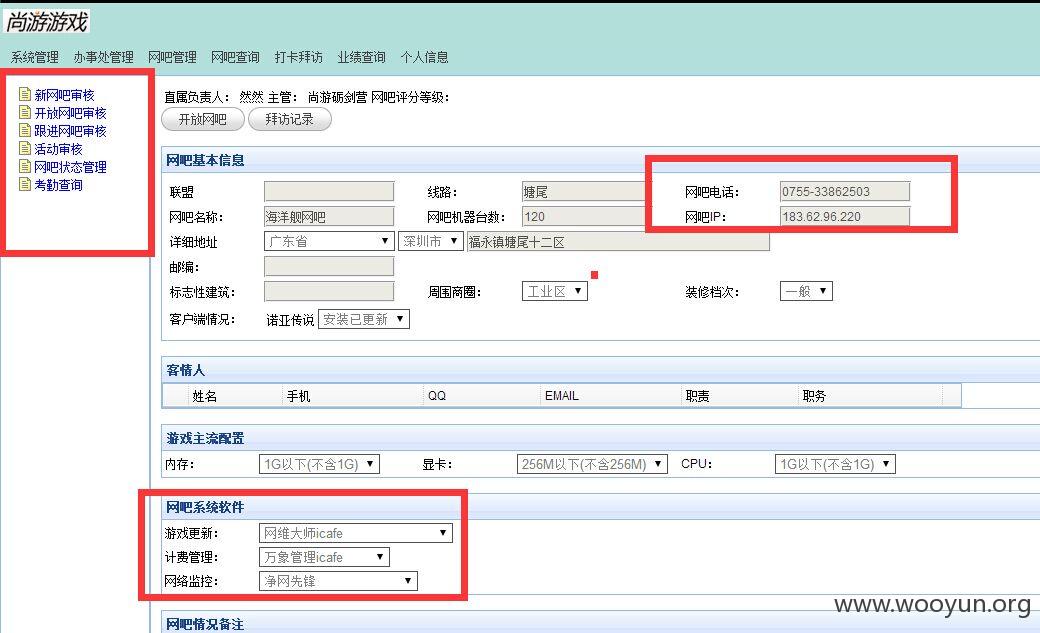 尚游游戏
系统管理 办事处管理 网吧管理 网吧查询 打卡拜访 业绩查询 个人信息
新网吧审核
开放网吧审核
跟进网吧审核
活动审核
网吧状态管理
考勤查询
直属负责人： 然然 主管： 尚游砺剑营 网吧评分等级：
开放网吧 拜访记录
网吧基本信息
联盟 线路： 塘尾 网吧电话： 0755-33862503
网吧名称： 海洋舰网吧 网吧机器台数： 120 网吧IP： 183.62.96.220
详细地址 广东省 深圳市 福永镇塘尾十二区
邮编：
标志性建筑： 周围商圈： 工业区 装修档次： 一般
客户端情况： 诺亚传说 安装已更新
客情人
姓名 手机 QQ EMAIL 职责 职务
游戏主流配置
内存： 1G以下(不含1G) 显卡： 256M以下(不含256M) CPU： 1G以下(不含1G)
网吧系统软件
游戏更新： 网维大师icafe
计费管理： 万象管理icafe
网络监控： 净网先锋
www.wooyun.org
网吧情况备注